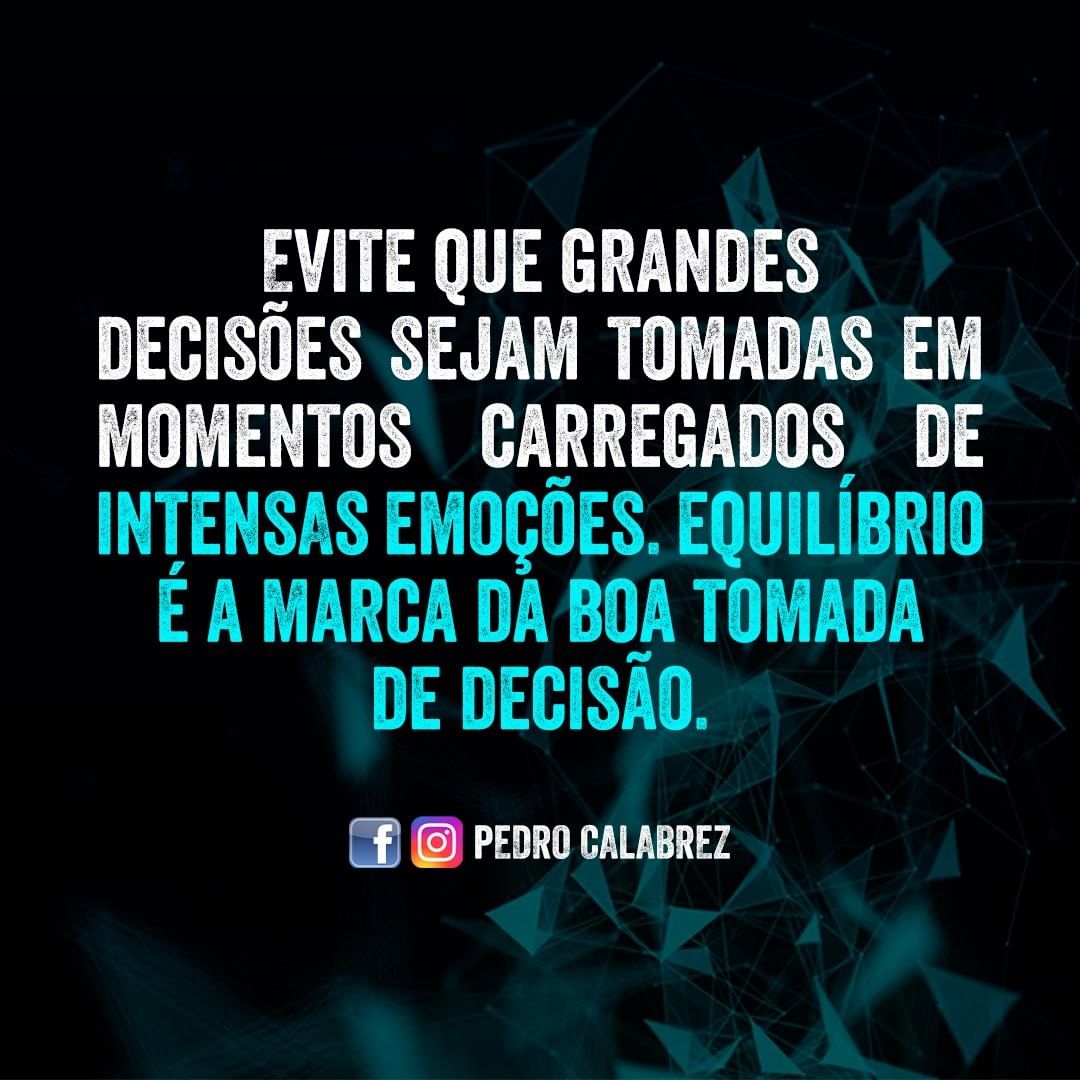 EVITE QUE GRANDES
DECISÕES SEJAM TOMADAS EM
MOMENTOS CARREGADOS DE
INTENSAS EMOÇÕES. EQUILÍBRIO
É A MARCA DA BOA TOMADA
DE DECISÃO.
PEDRO CALABREZ